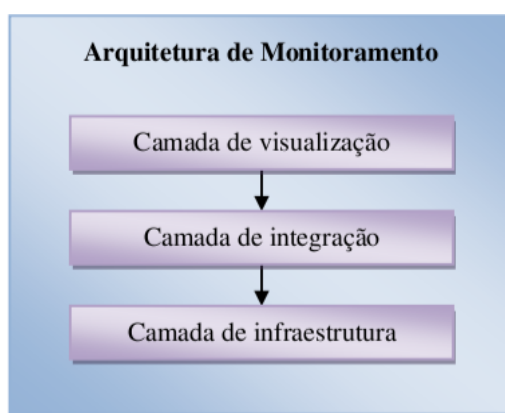 Arquitetura de Monitoramento
Camada de visualização
Camada de integração
Camada de infraestrutura